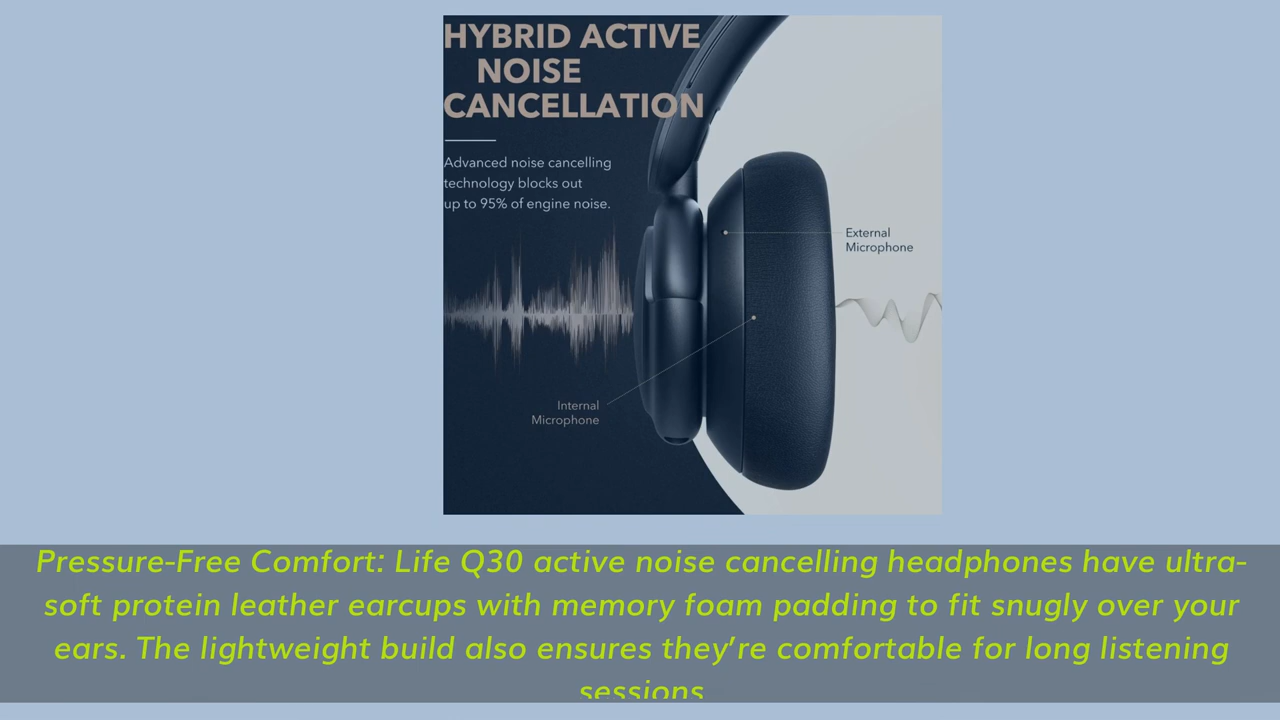 HYBRID ACTIVE
NOISE
CANCELLATION
Advanced noise cancelling
technology blocks out
up to 95% of engine noise.
External
Microphone
Internal
Microphone
Pressure-Free Comfort: Life Q30 active noise cancelling headphones have ultra-
soft protein leather earcups with memory foam padding to fit snugly over your
ears. The lightweight build also ensures they’re comfortable for long listening
sessions